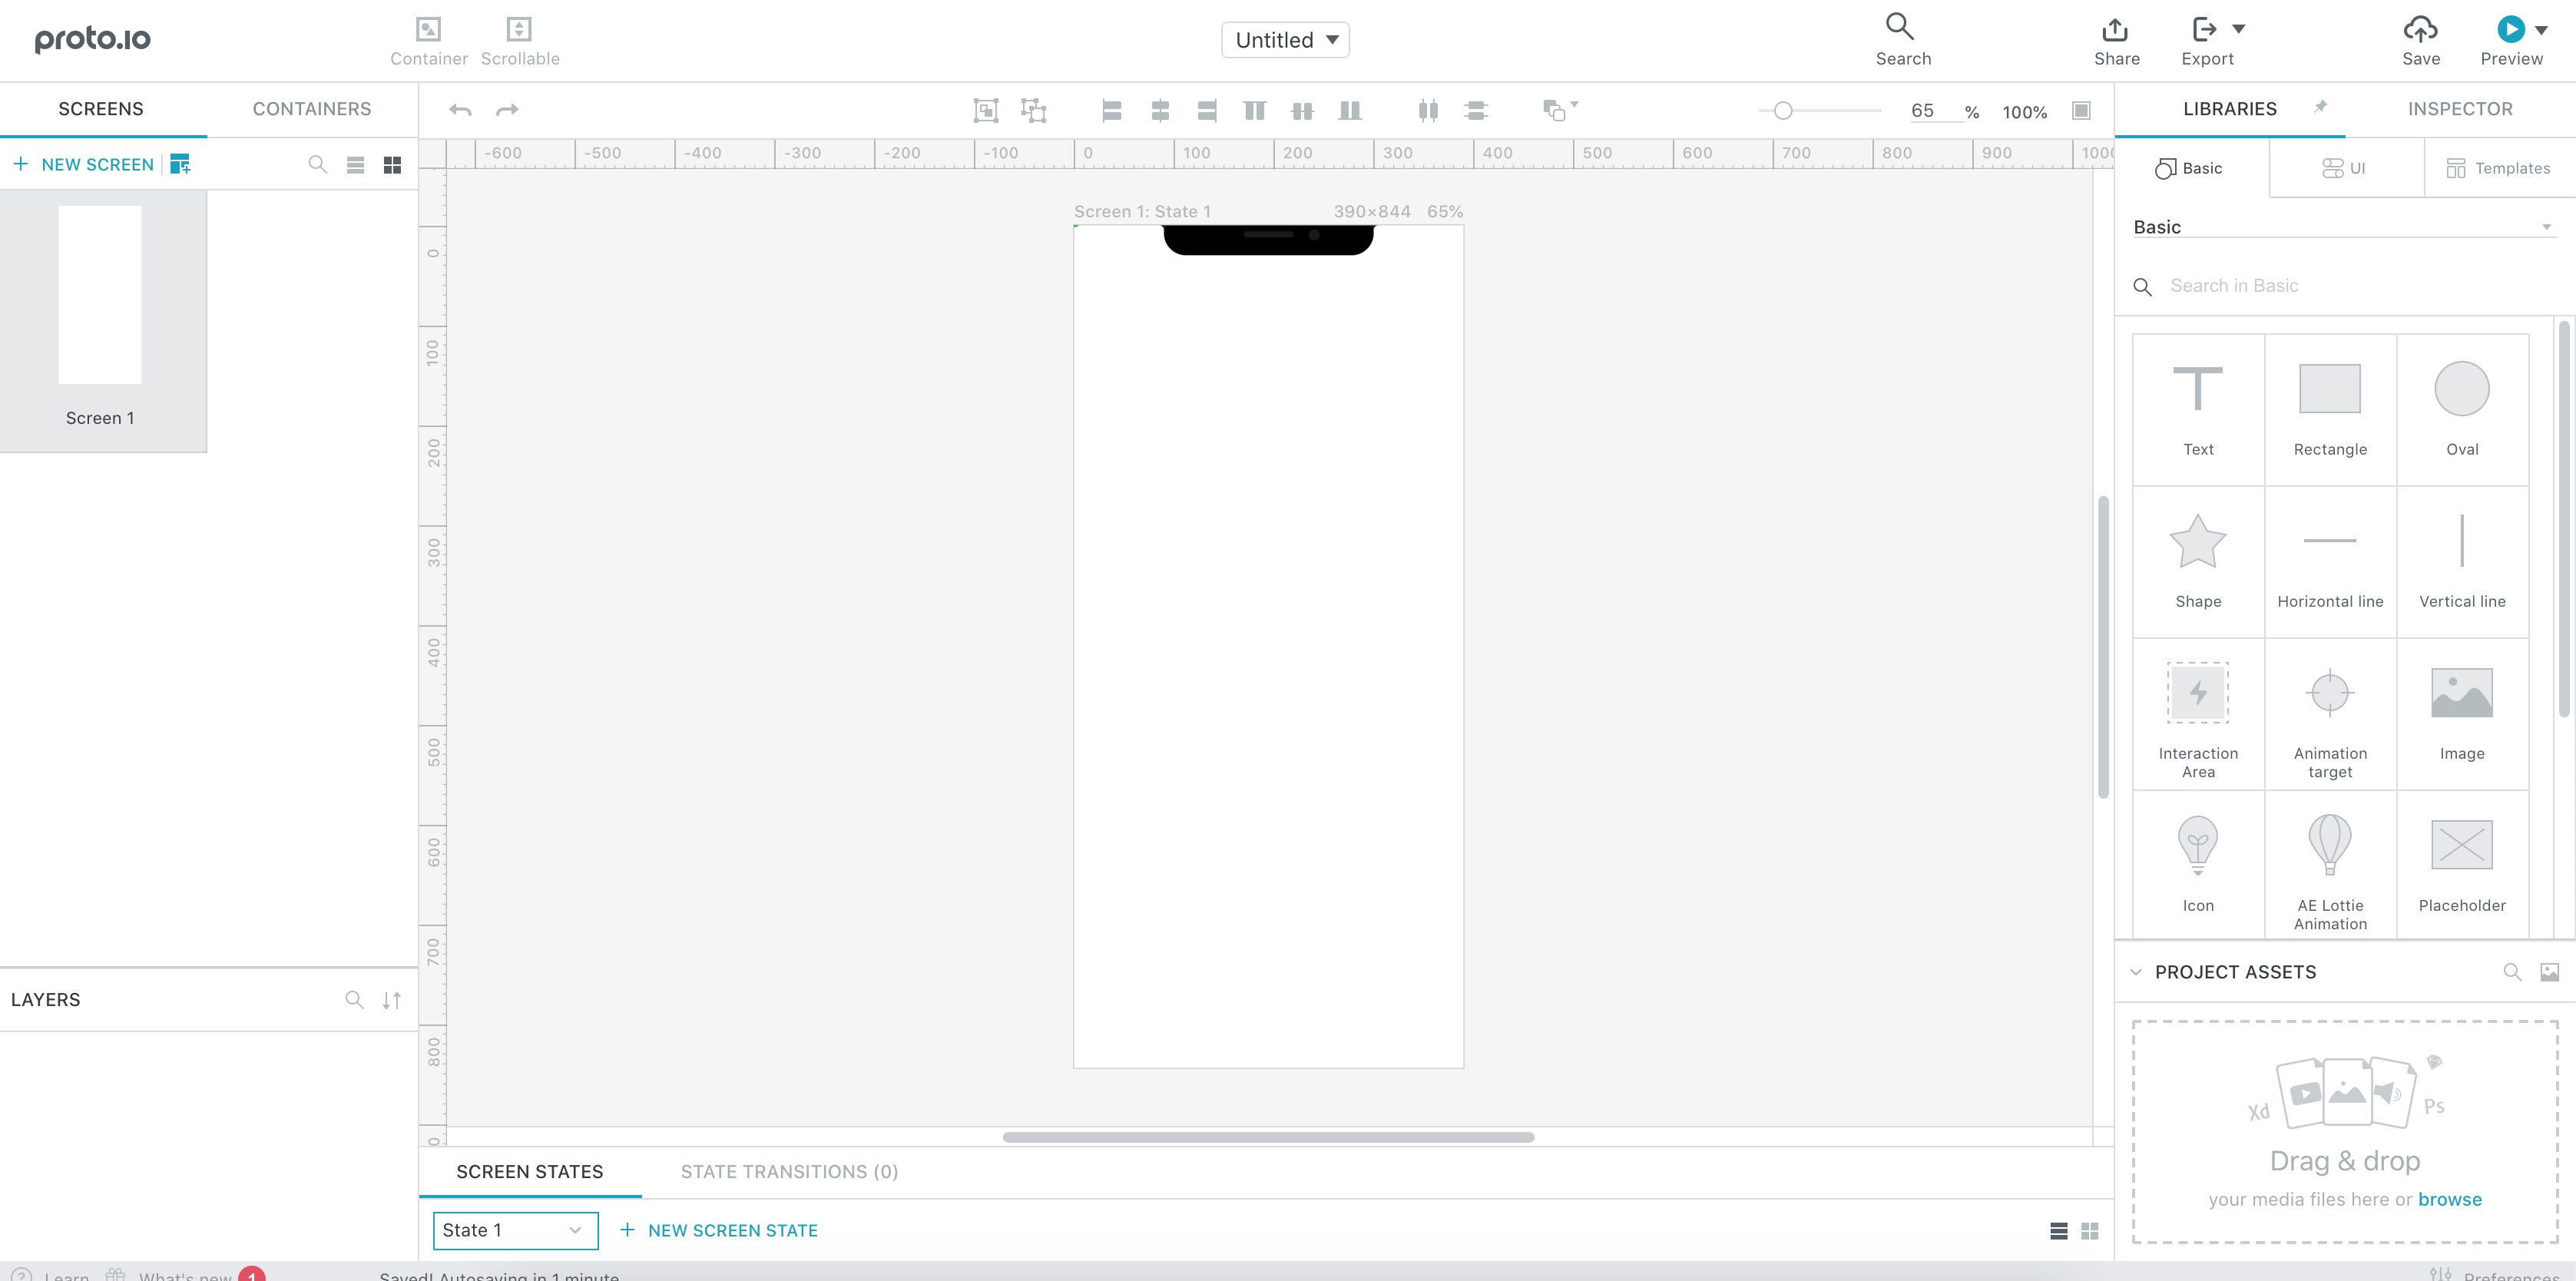 proto.io
Container
Scrollable
Untitled
Search
Share
Export
Save
Preview
SCREENS
CONTAINERS
NEW SCREEN
Screen 1
LAYERS
65 %
100%
-600 -500 -400 -300 -200 -100 0 100 200 300 400 500 600 700 800 900
0
100
200
300
400
500
600
700
800
Screen 1: State 1 390×844 65%
SCREEN STATES
STATE TRANSITIONS (0)
State 1
NEW SCREEN STATE
LIBRARIES
INSPECTOR
Basic
UI
Templates
Basic
Search in Basic
Text
Rectangle
Oval
Shape
Horizontal line
Vertical line
Interaction
Area
Animation
target
Image
Icon
AE Lottie
Animation
Placeholder
PROJECT ASSETS
Xd
Ps
Drag & drop
your media files here or browse
Learn
What's new
1
Saved! Autosaving in 1 minute
Preferences